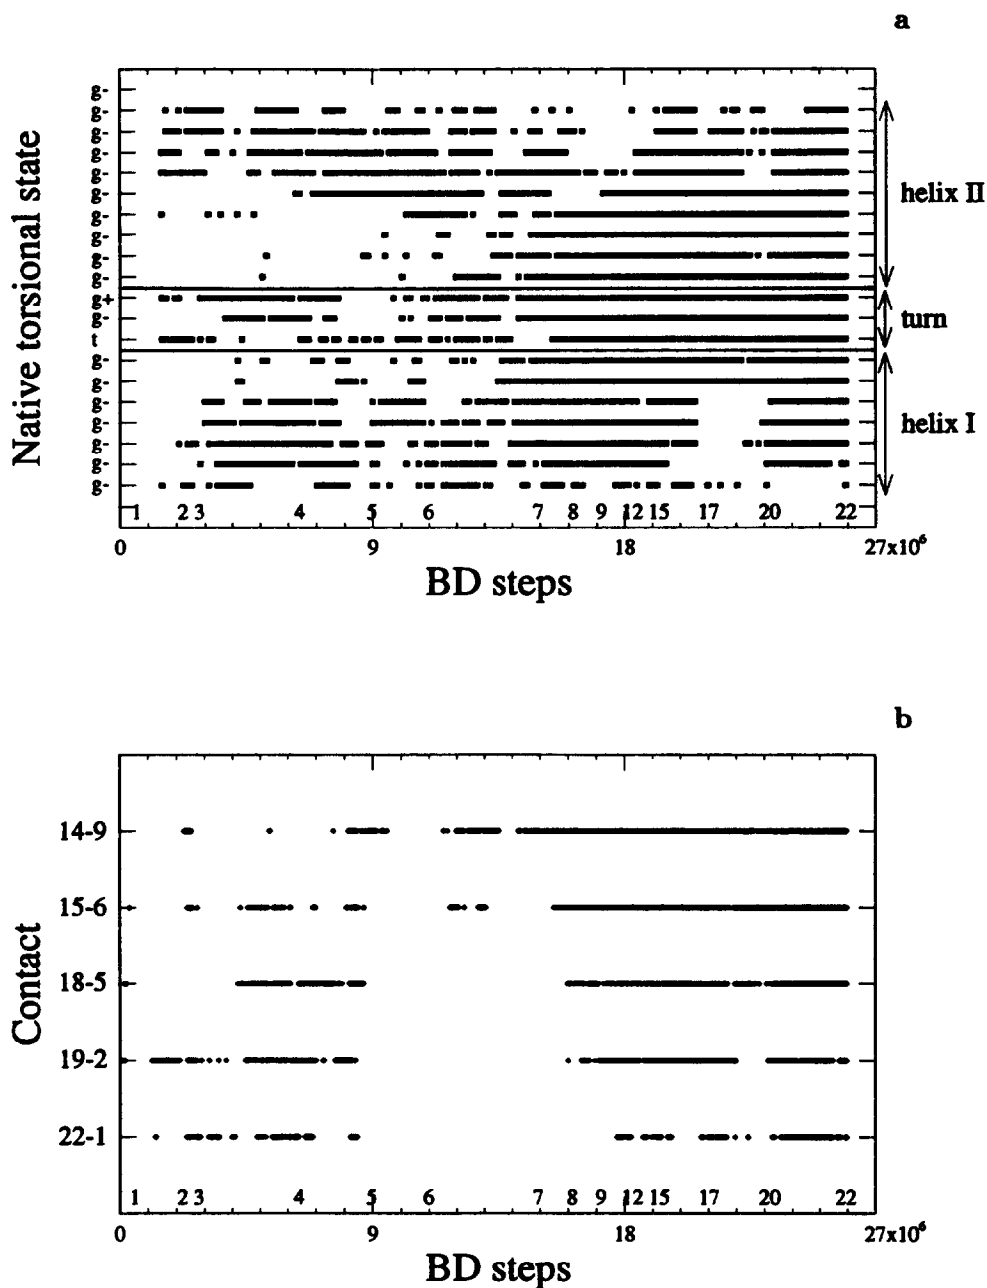 a
Native torsional state
g-
g-
g-
g-
g-
g-
g-
g-
g-
g-
g+
g-
t
g-
g-
g-
g-
g-
g-
g-
helix II
turn
helix I
1 2 3 4 5 6 7 8 9 12 15 17 20 22
0 9 18 27x10⁶
BD steps
b
Contact
14-9
15-6
18-5
19-2
22-1
1 2 3 4 5 6 7 8 9 12 15 17 20 22
0 9 18 27x10⁶
BD steps